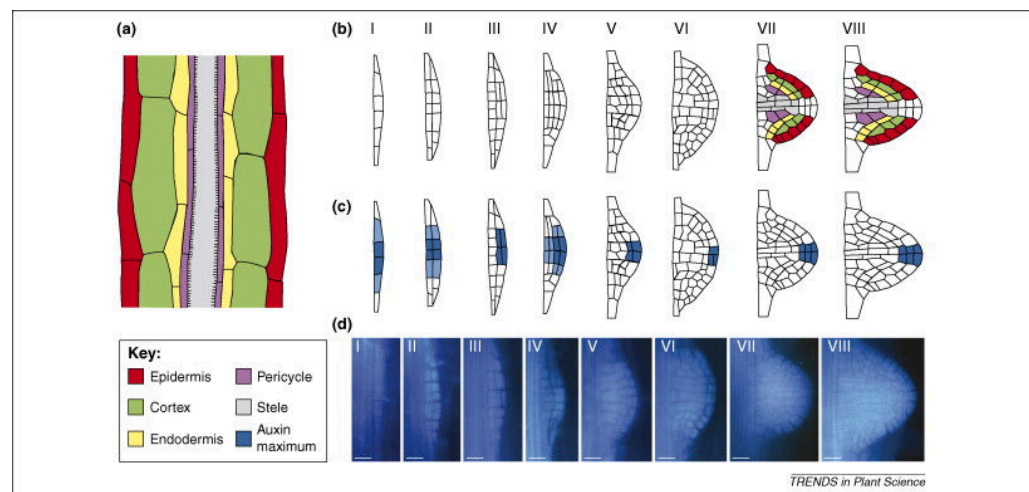 (a)
(b) I II III IV V VI VII VIII
(c)
(d)
I II III IV V VI VII VIII
Key:
Epidermis Pericycle
Cortex Stele
Endodermis Auxin
maximum
TRENDS in Plant Science